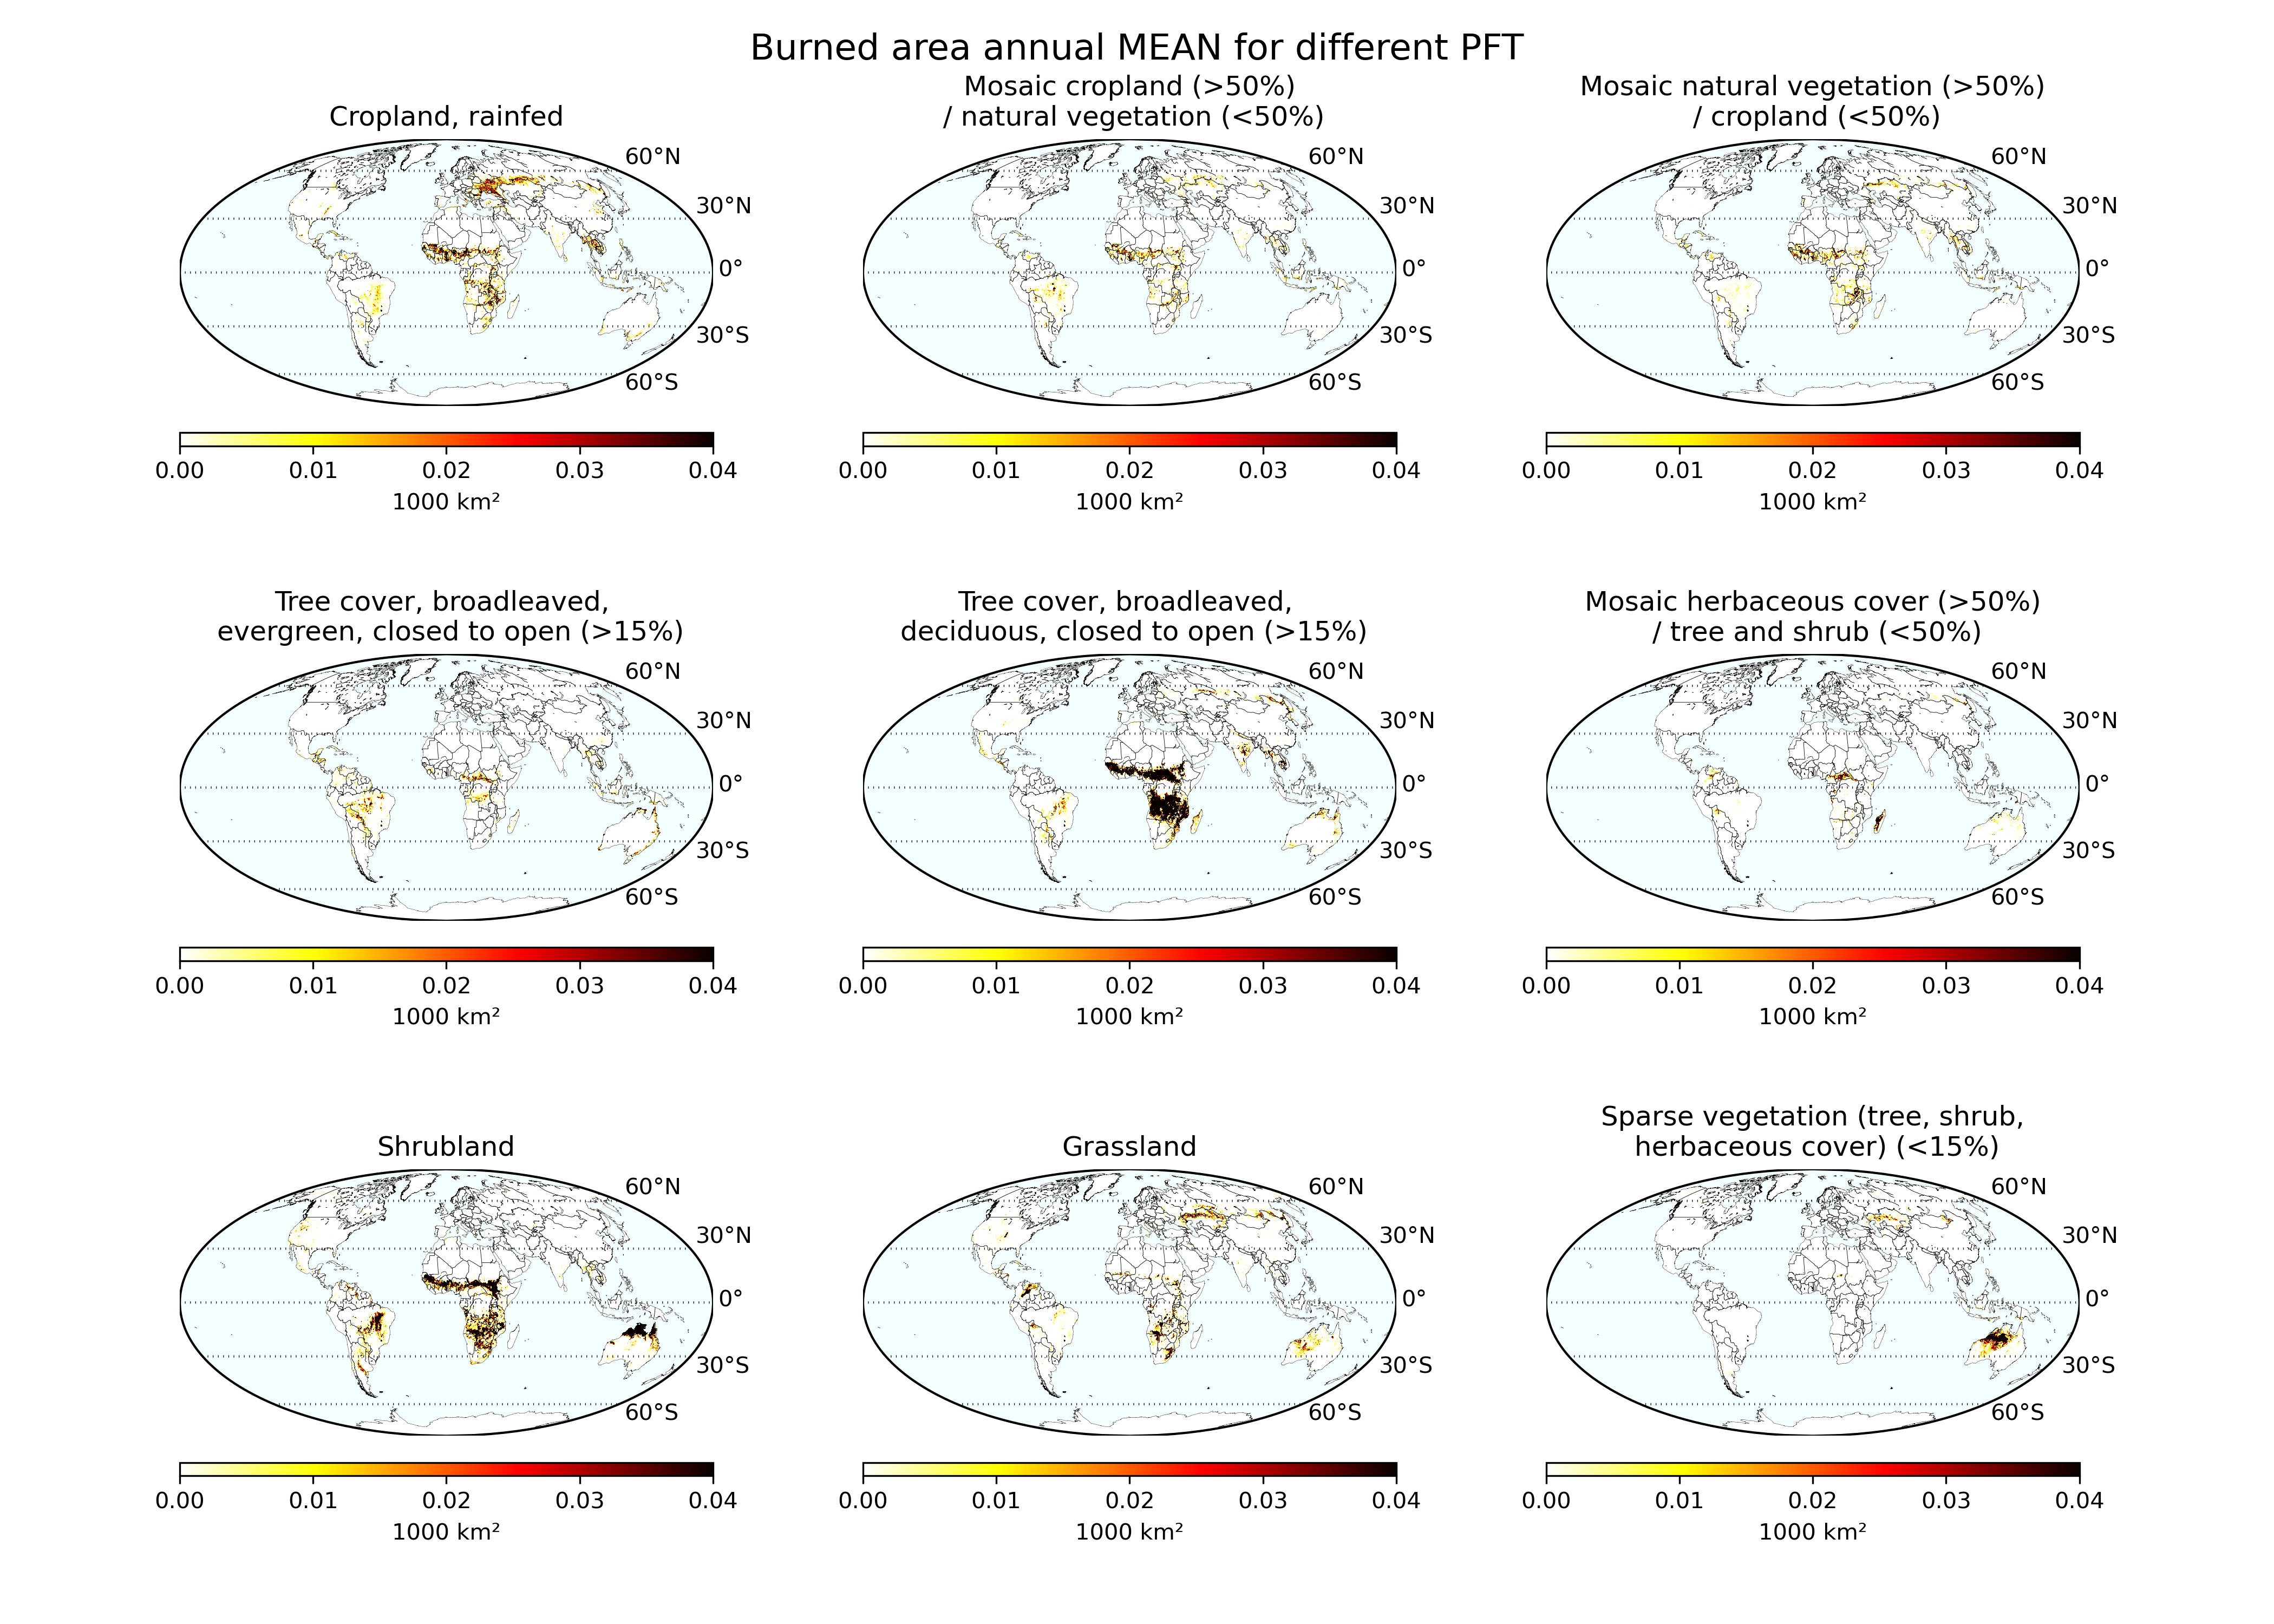 Burned area annual MEAN for different PFT
Cropland, rainfed
60°N
30°N
0°
30°S
60°S
0.00 0.01 0.02 0.03 0.04
1000 km²
Mosaic cropland (>50%)
/ natural vegetation (<50%)
60°N
30°N
0°
30°S
60°S
0.00 0.01 0.02 0.03 0.04
1000 km²
Mosaic natural vegetation (>50%)
/ cropland (<50%)
60°N
30°N
0°
30°S
60°S
0.00 0.01 0.02 0.03 0.04
1000 km²
Tree cover, broadleaved,
evergreen, closed to open (>15%)
60°N
30°N
0°
30°S
60°S
0.00 0.01 0.02 0.03 0.04
1000 km²
Tree cover, broadleaved,
deciduous, closed to open (>15%)
60°N
30°N
0°
30°S
60°S
0.00 0.01 0.02 0.03 0.04
1000 km²
Mosaic herbaceous cover (>50%)
/ tree and shrub (<50%)
60°N
30°N
0°
30°S
60°S
0.00 0.01 0.02 0.03 0.04
1000 km²
Shrubland
60°N
30°N
0°
30°S
60°S
0.00 0.01 0.02 0.03 0.04
1000 km²
Grassland
60°N
30°N
0°
30°S
60°S
0.00 0.01 0.02 0.03 0.04
1000 km²
Sparse vegetation (tree, shrub,
herbaceous cover) (<15%)
60°N
30°N
0°
30°S
60°S
0.00 0.01 0.02 0.03 0.04
1000 km²